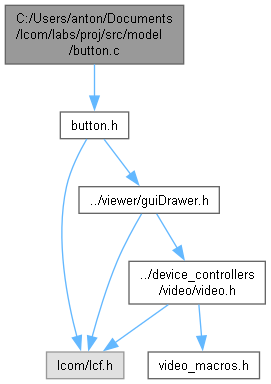 C:/Users/anton/Documents
/lcom/labs/proj/src/model
/button.c
button.h
../viewer/guiDrawer.h
../device_controllers
/video/video.h
lcom/lcf.h
video_macros.h